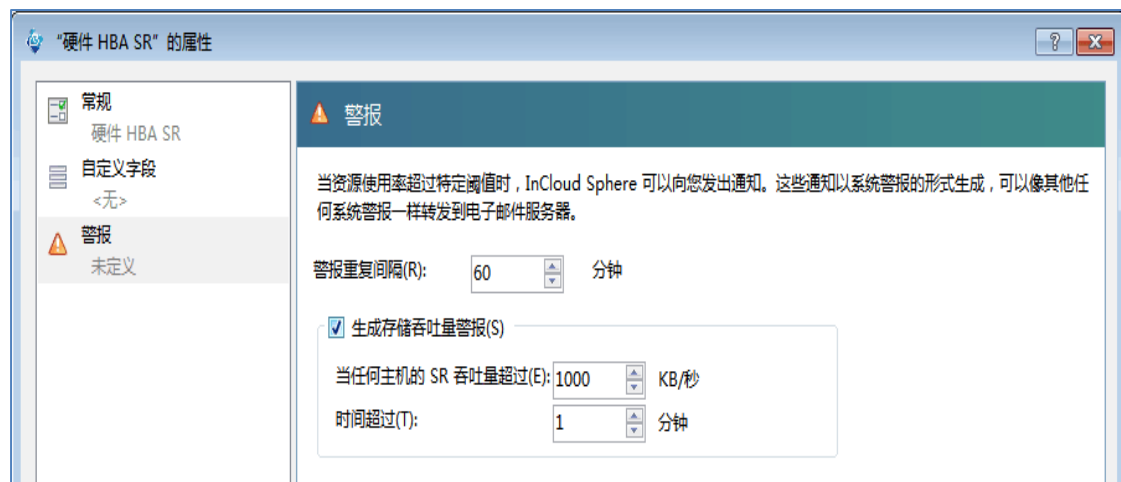 “硬件 HBA SR” 的属性
常规
硬件 HBA SR
自定义字段
<无>
警报
未定义
警报
当资源使用率超过特定阈值时，InCloud Sphere 可以向您发出通知。这些通知以系统警报的形式生成，可以像其他任
何系统警报一样转发到电子邮件服务器。
警报重复间隔(R): 60 分钟
生成存储吞吐量警报(S)
当任何主机的 SR 吞吐量超过(E): 1000 KB/秒
时间超过(T): 1 分钟